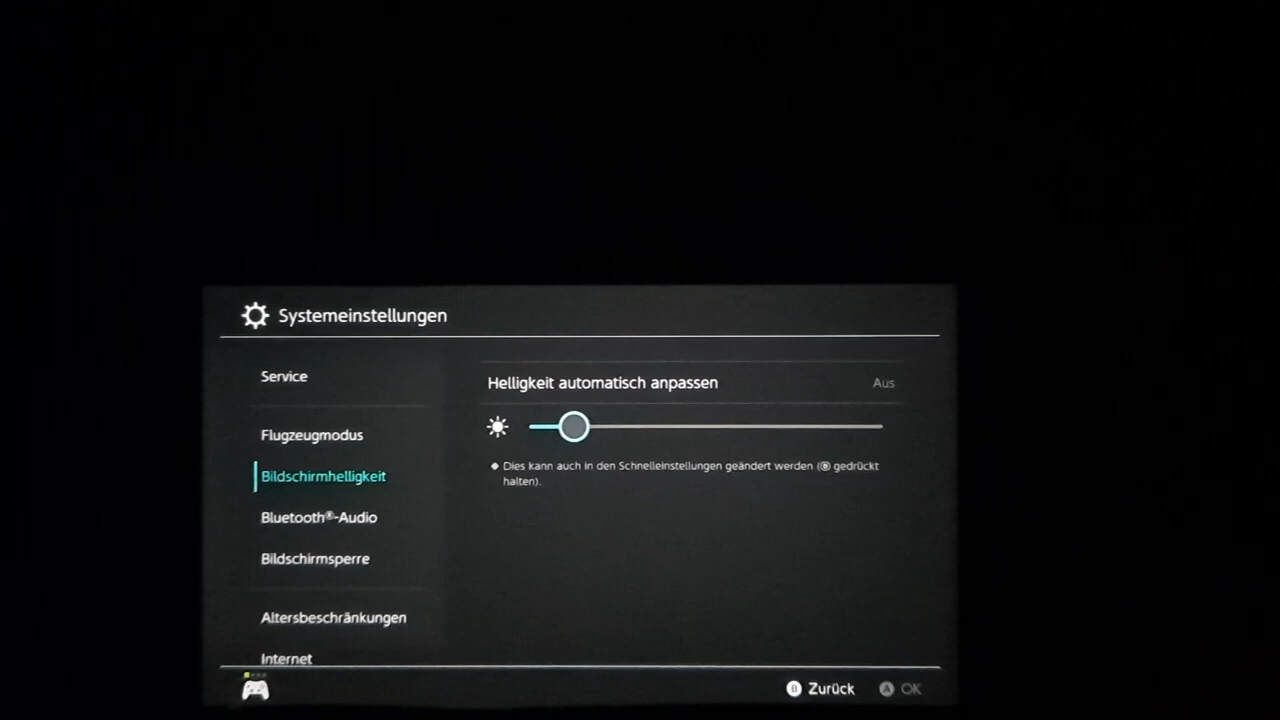 Systemeinstellungen
Service
Flugzeugmodus
Bildschirmhelligkeit
Bluetooth®-Audio
Bildschirmsperre
Altersbeschränkungen
Internet
Helligkeit automatisch anpassen Aus
Dies kann auch in den Schnelleinstellungen geändert werden (Ⓑ gedrückt
halten).
B Zurück A OK